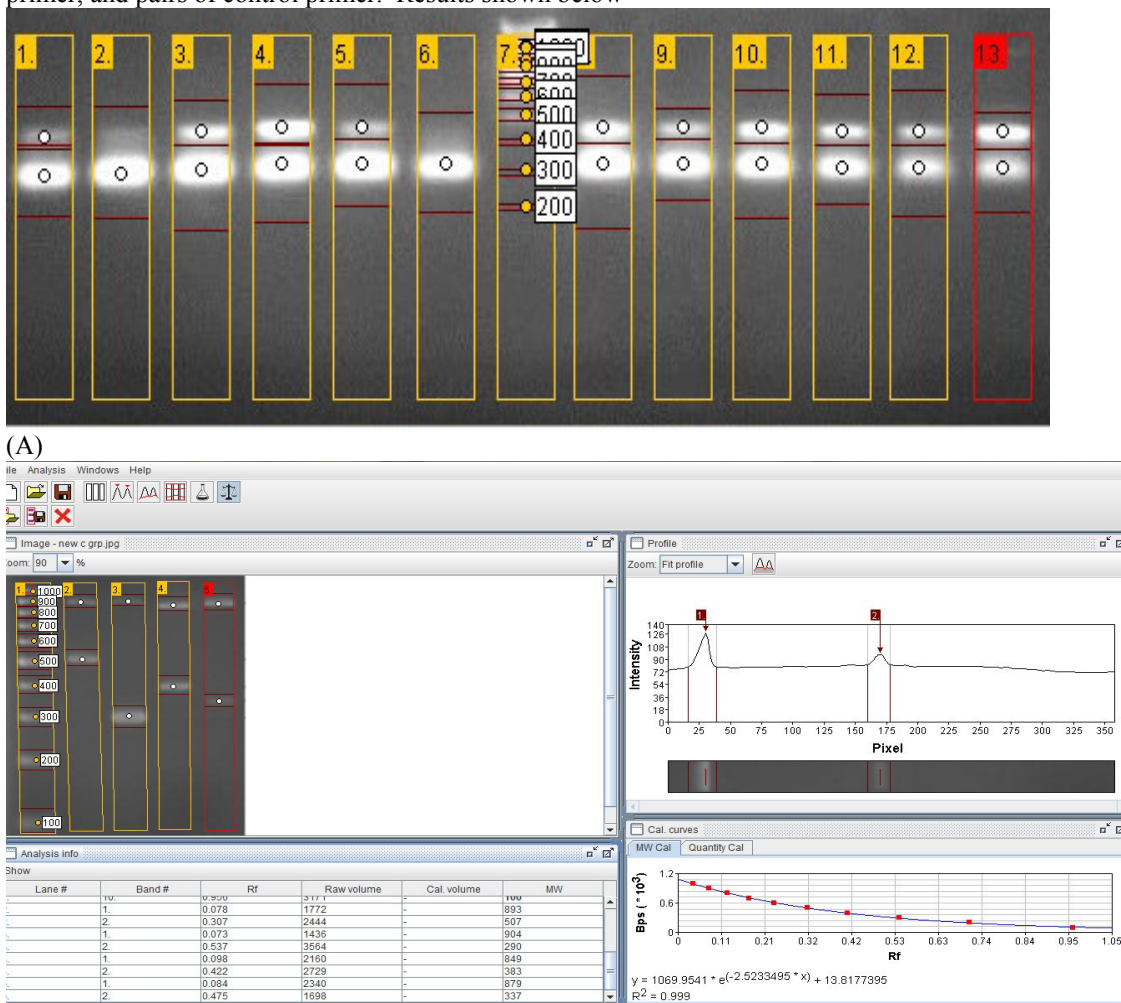 primer, and pairs of control primer. Results shown below
1. 2. 3. 4. 5. 6. 7. 9. 10. 11. 12. 13.
500
400
300
200
(A)
ile Analysis Windows Help
Image - new c grp.jpg
oom: 90 %
1. 2. 3. 4. 5.
1000
900
800
700
600
500
400
300
200
100
Profile
Zoom: Fit profile
1. 2.
Intensity
140
126
108
90
72
54
36
18
0
0 25 50 75 100 125 150 175 200 225 250 275 300 325 350
Pixel
Analysis info
Show
Lane # Band # Rf Raw volume Cal. volume MW
10. 0.956 3171 - 100
1. 0.078 1772 - 893
2. 0.307 2444 - 507
1. 0.073 1436 - 904
2. 0.537 3564 - 290
1. 0.098 2160 - 849
2. 0.422 2729 - 383
1. 0.084 2340 - 879
2. 0.475 1698 - 337
Cal. curves
MW Cal Quantity Cal
Bps ( * 10³)
1.2
0.6
0
0 0.11 0.21 0.32 0.42 0.53 0.63 0.74 0.84 0.95 1.05
Rf
y = 1069.9541 * e(-2.5233495 * x) + 13.8177395
R² = 0.999